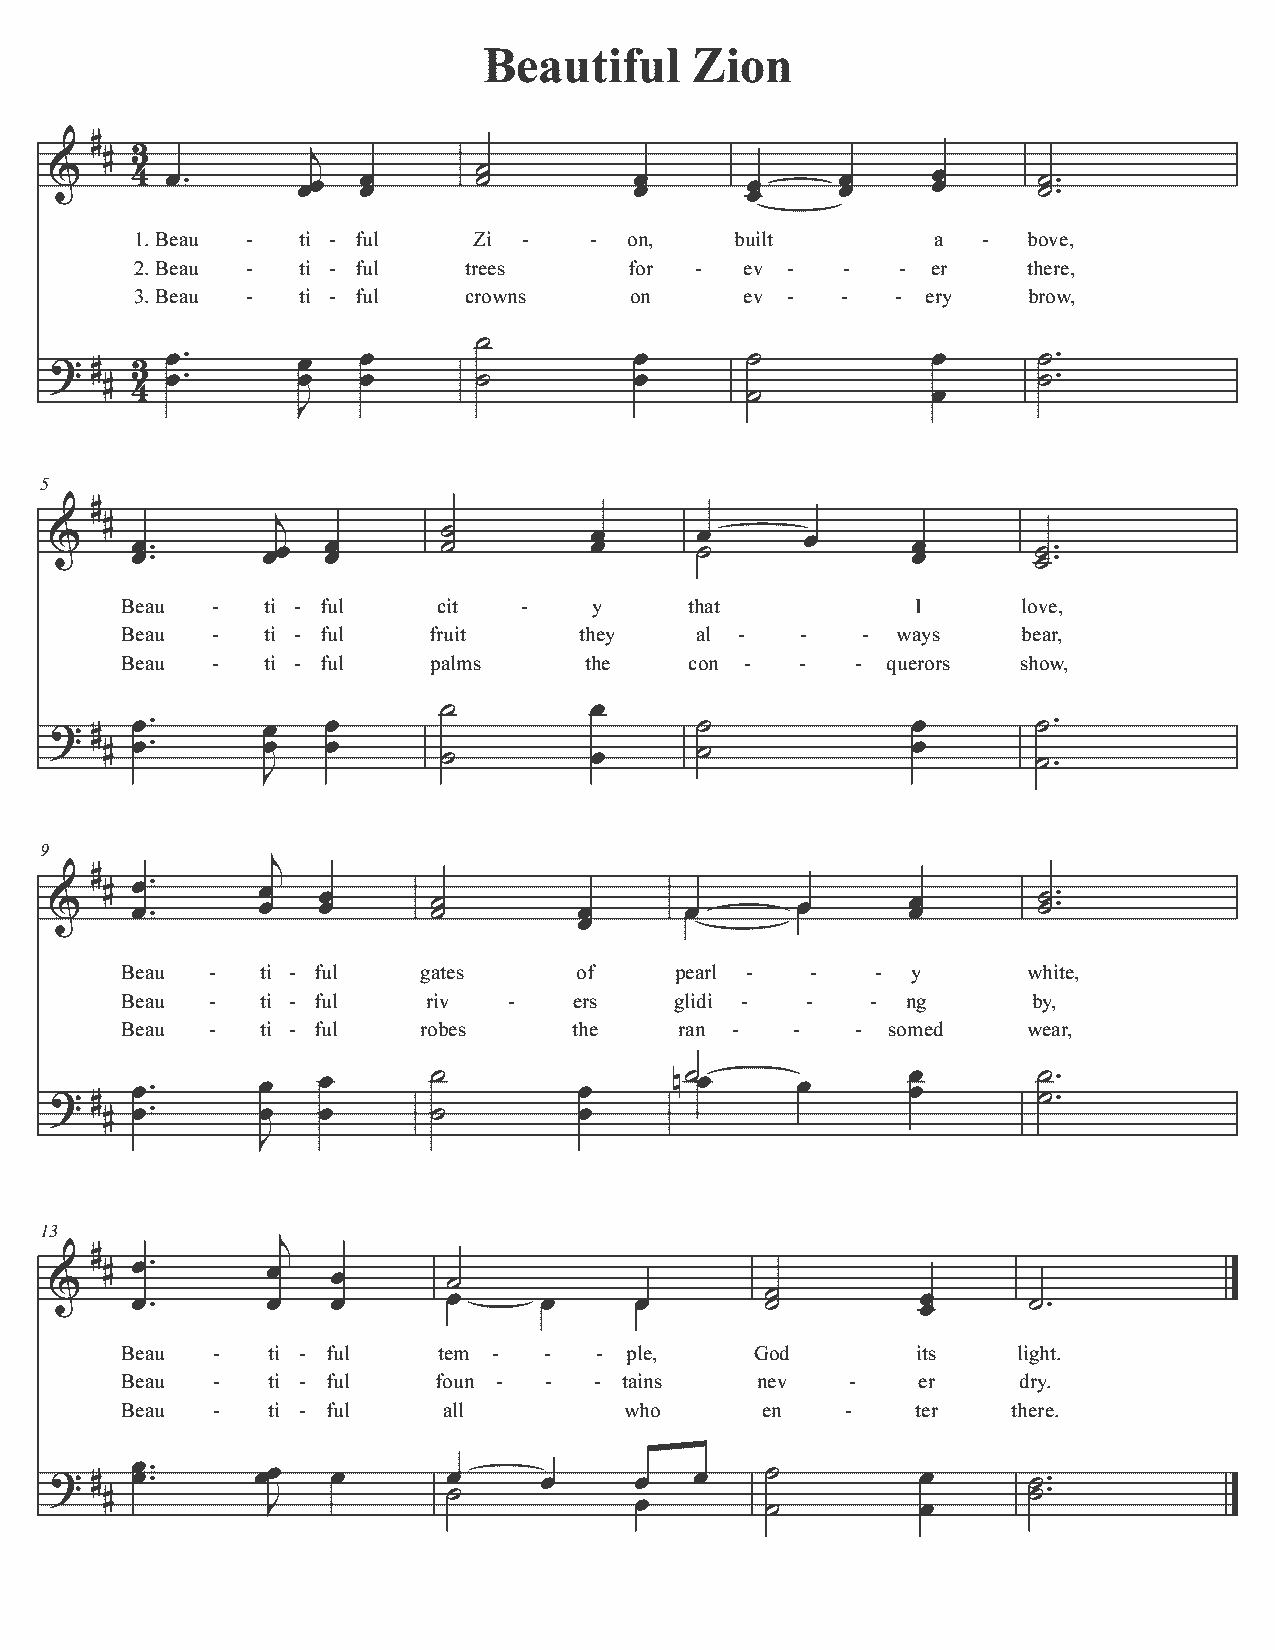 Beautiful Zion
1. Beau - ti - ful Zi - - on, built a - bove,
2. Beau - ti - ful trees for - ev - - - er there,
3. Beau - ti - ful crowns on ev - - - ery brow,
5
Beau - ti - ful cit - y that I love,
Beau - ti - ful fruit they al - - - ways bear,
Beau - ti - ful palms the con - - - querors show,
9
Beau - ti - ful gates of pearl - - - y white,
Beau - ti - ful riv - ers glidi - - - ng by,
Beau - ti - ful robes the ran - - - somed wear,
13
Beau - ti - ful tem - - - ple, God its light.
Beau - ti - ful foun - - - tains nev - er dry.
Beau - ti - ful all who en - ter there.